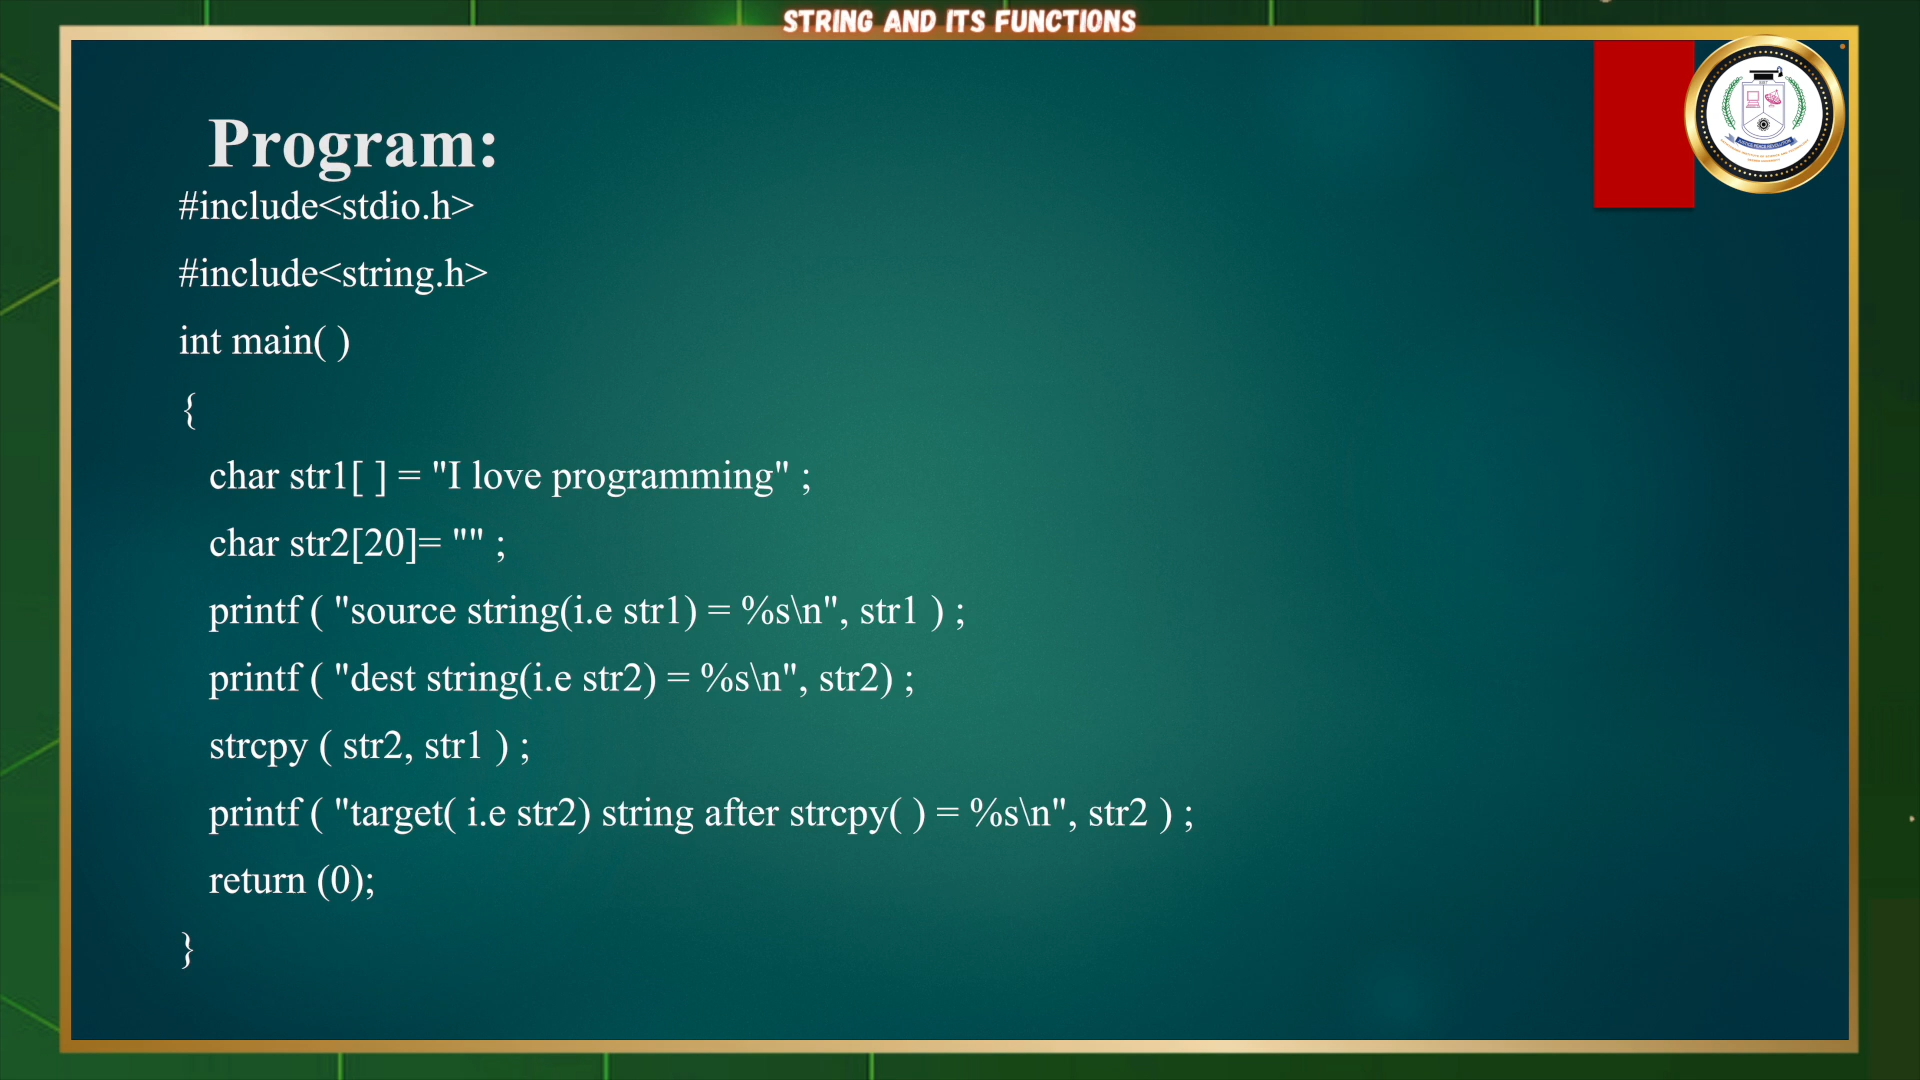 STRING AND ITS FUNCTIONS
Program:
#include<stdio.h>
#include<string.h>
int main( )
{
char str1[ ] = "I love programming" ;
char str2[20]= "" ;
printf ( "source string(i.e str1) = %s\n", str1 ) ;
printf ( "dest string(i.e str2) = %s\n", str2) ;
strcpy ( str2, str1 ) ;
printf ( "target( i.e str2) string after strcpy( ) = %s\n", str2 ) ;
return (0);
}